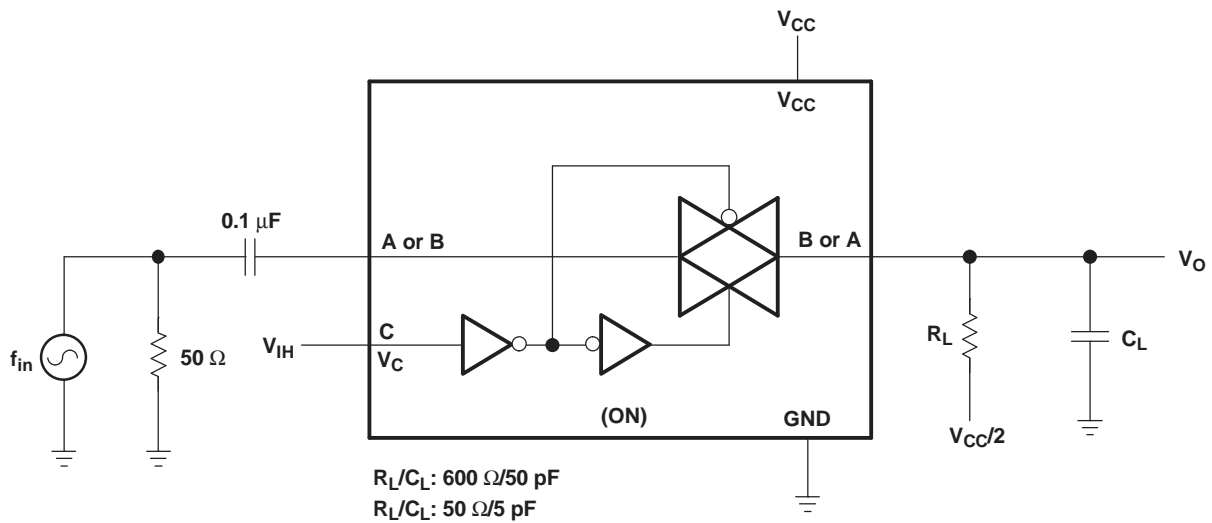 VCC
VCC
0.1 μF
A or B
B or A
VO
fin
50 Ω
VIH
C
VC
RL
CL
(ON)
GND
VCC/2
RL/CL: 600 Ω/50 pF
RL/CL: 50 Ω/5 pF